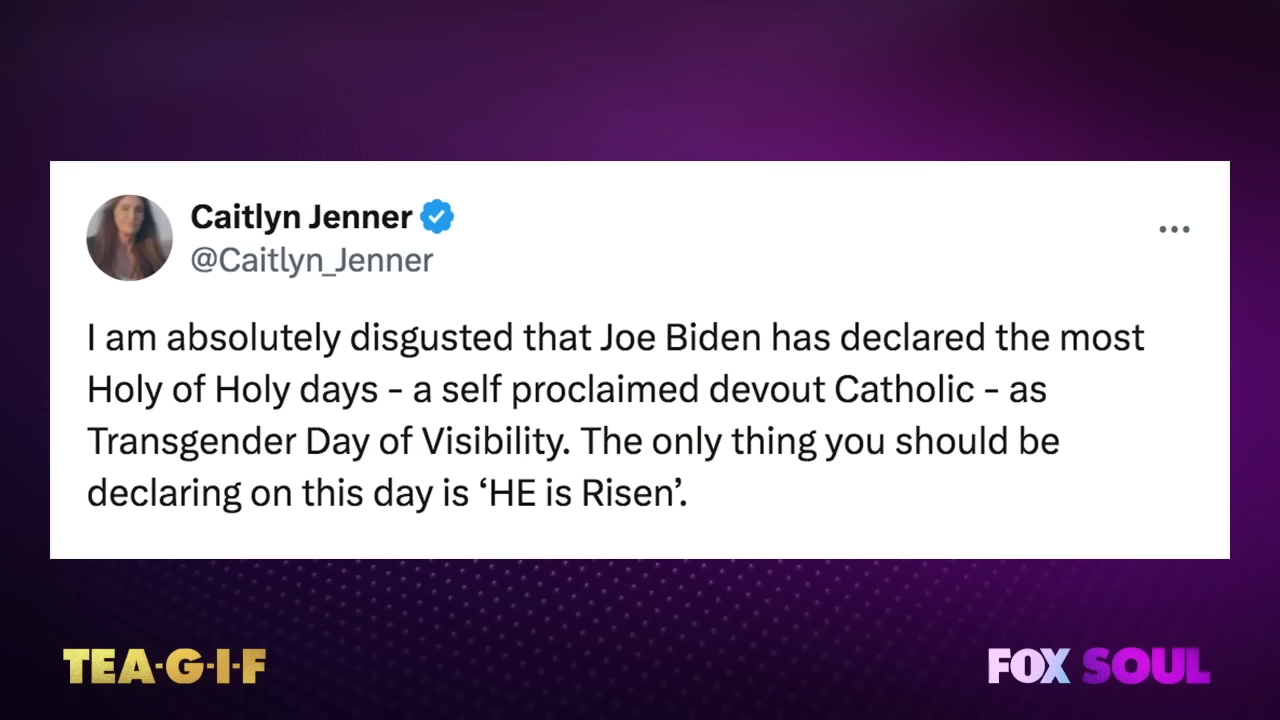 Caitlyn Jenner
@Caitlyn_Jenner
I am absolutely disgusted that Joe Biden has declared the most
Holy of Holy days - a self proclaimed devout Catholic - as
Transgender Day of Visibility. The only thing you should be
declaring on this day is ‘HE is Risen’.
TEA·G·I·F
FOX SOUL